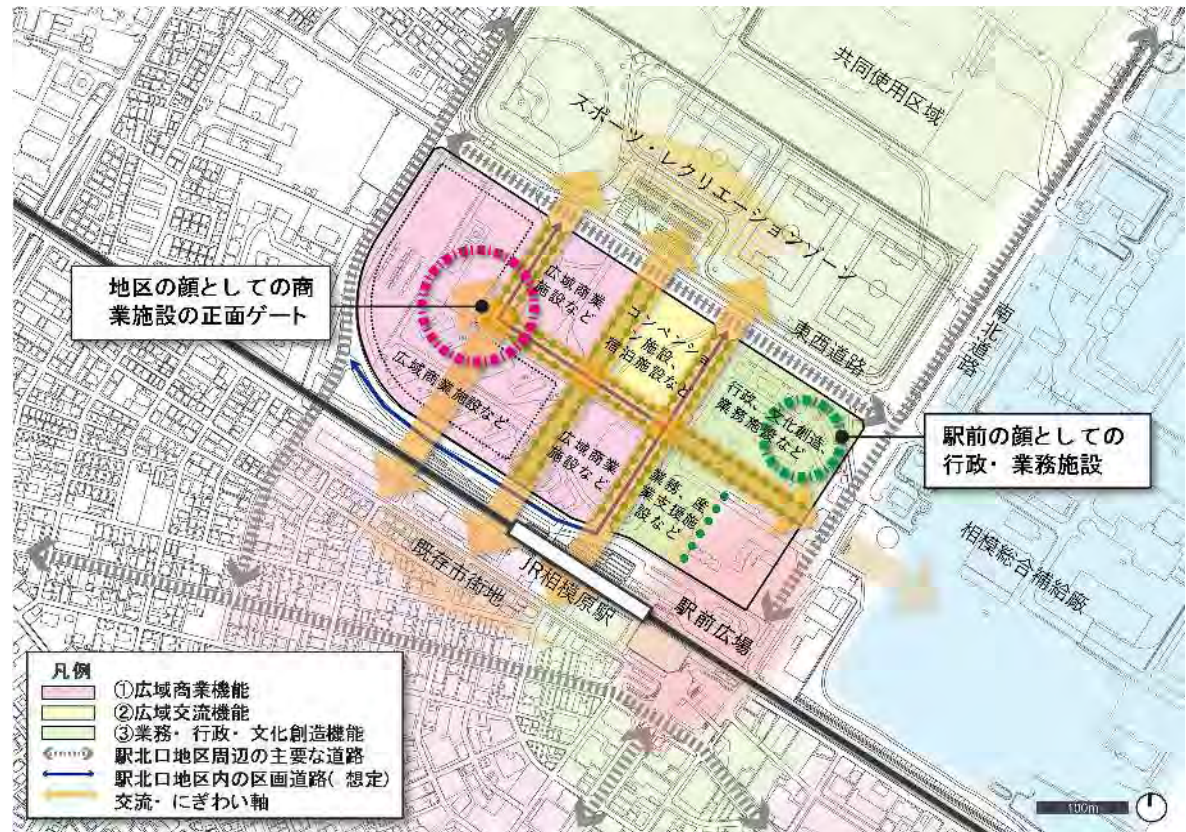 共同使用区域
スポーツ・レクリエーションゾーン
南北道路
東西道路
地区の顔としての商
業施設の正面ゲート
広域商業
施設など
コンベンショ
ン施設、
宿泊施設など
行政、文化創造、
業務施設など
駅前の顔としての
行政・業務施設
広域商業施設など
広域商業
施設など
業務、産
業支援施
設など
相模総合補給廠
既存市街地
JR相模原駅
駅前広場
凡例
①広域商業機能
②広域交流機能
③業務・行政・文化創造機能
駅北口地区周辺の主要な道路
駅北口地区内の区画道路(想定)
交流・にぎわい軸
100m